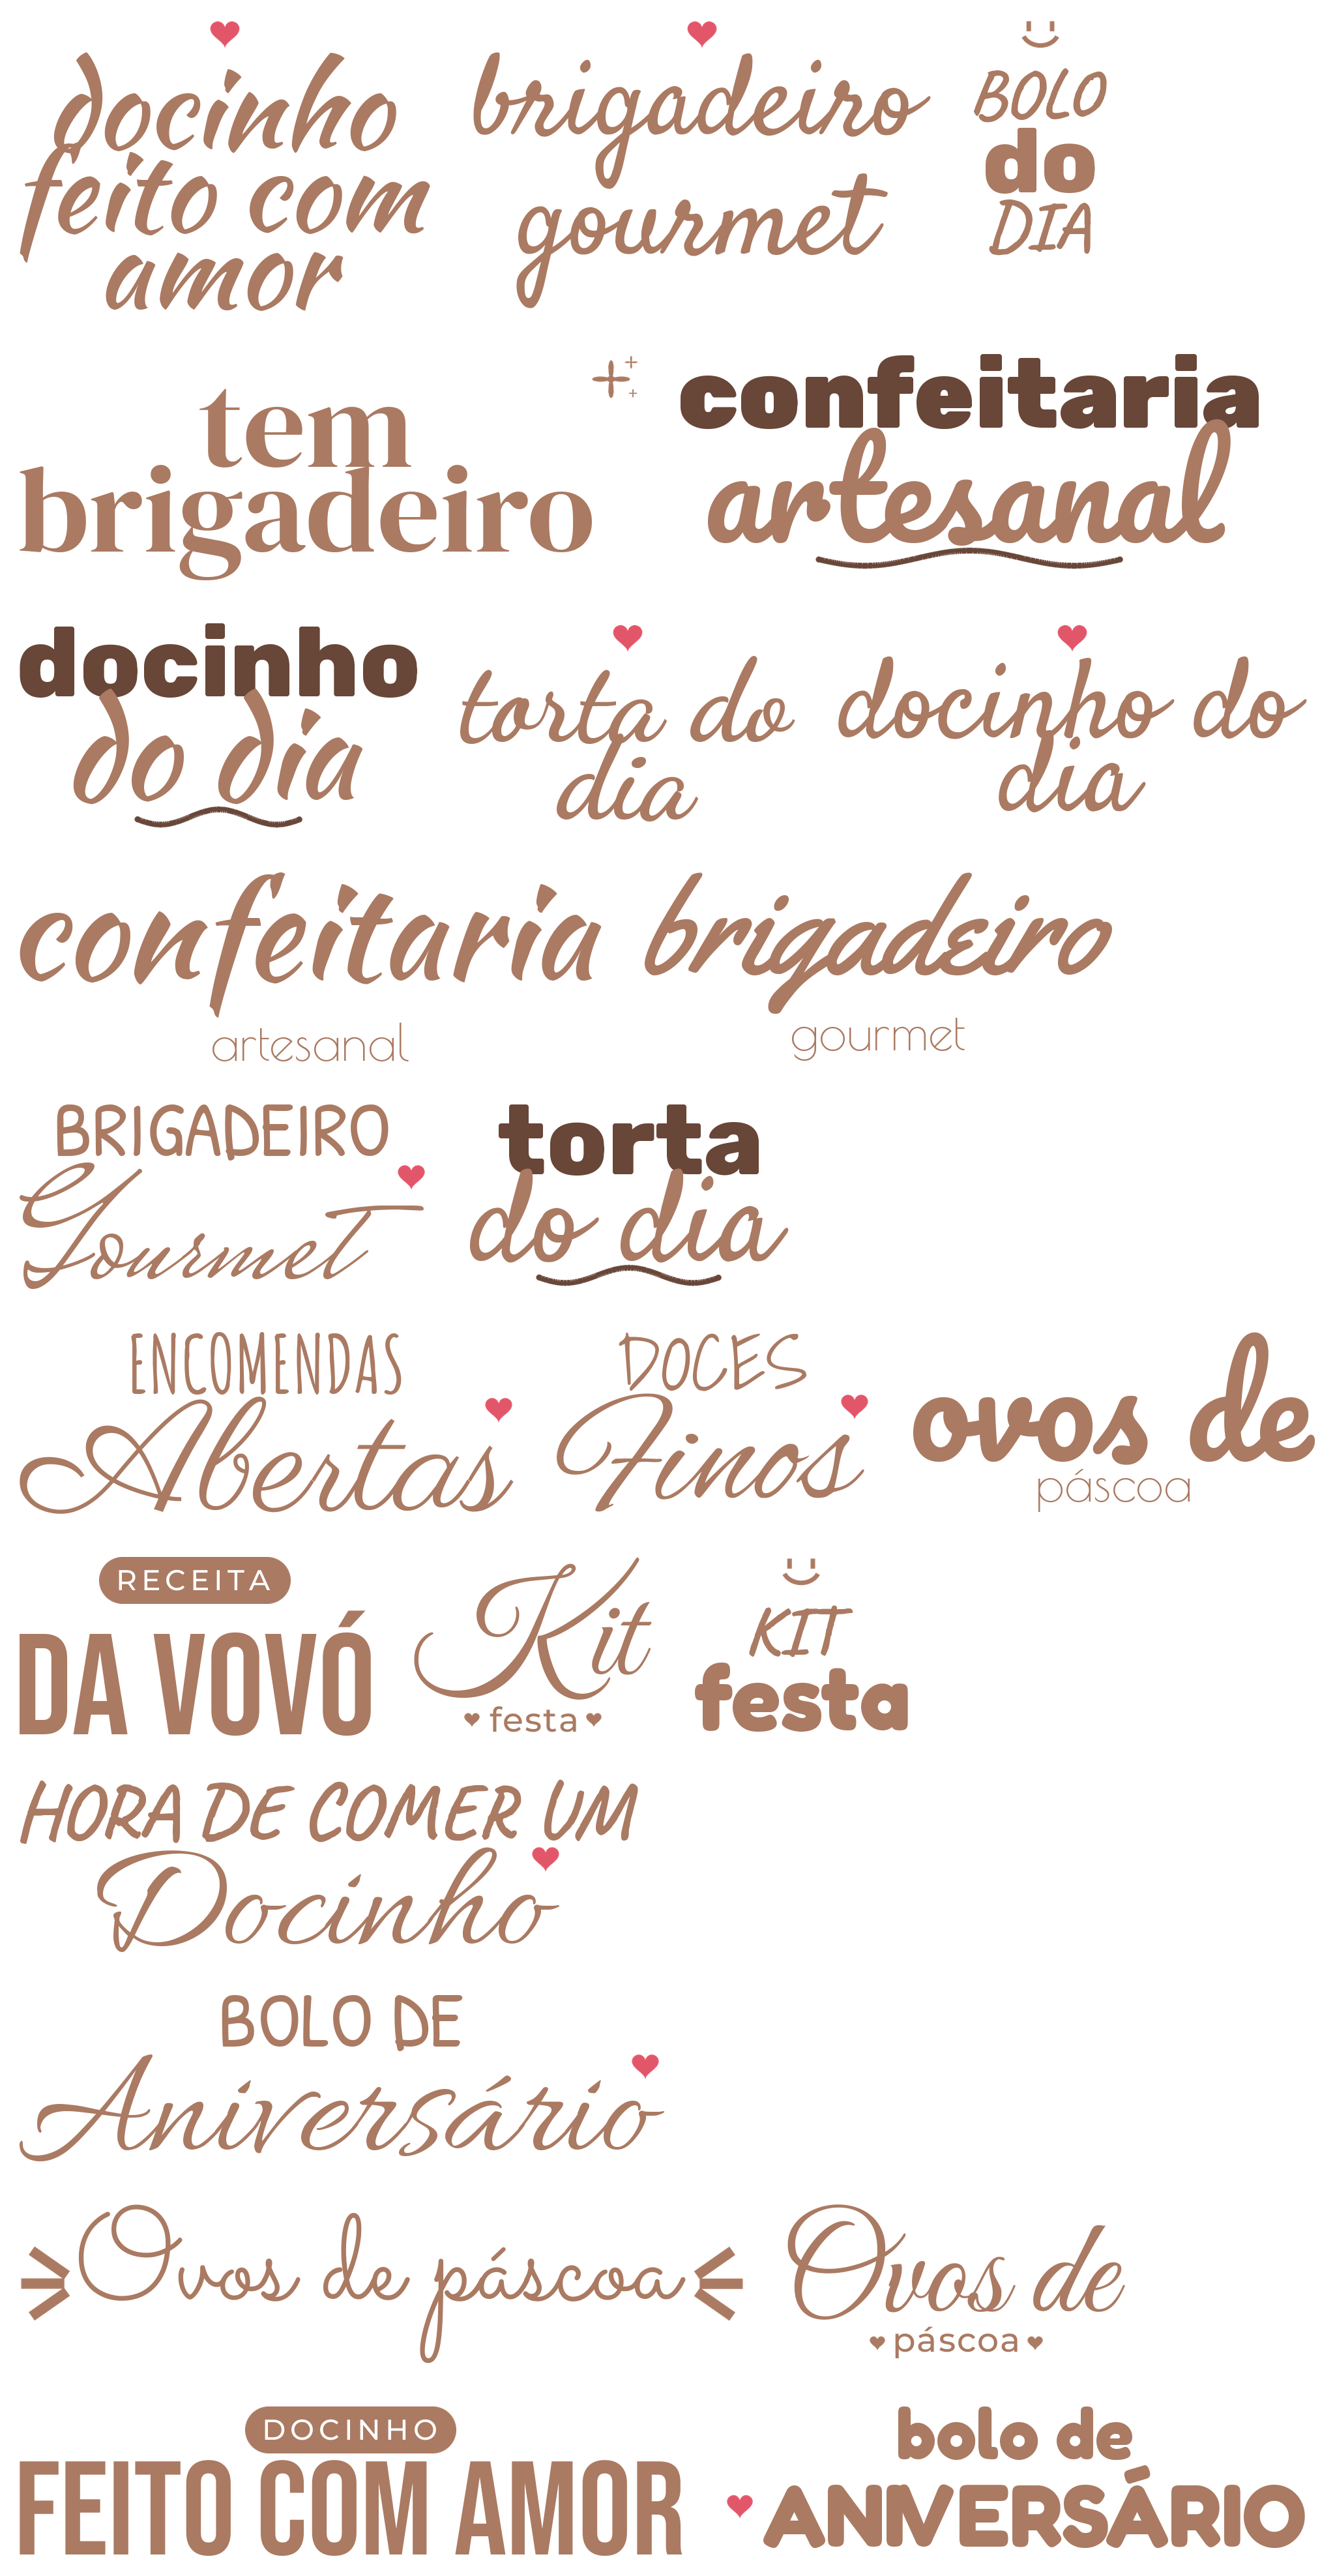 docinho
feito com
amor
brigadeiro
gourmet
BOLO
do
DIA
tem
brigadeiro
confeitaria
artesanal
docinho
do dia
torta do
dia
docinho do
dia
confeitaria
artesanal
brigadeiro
gourmet
BRIGADEIRO
Gourmet
torta
do dia
ENCOMENDAS
Abertas
DOCES
Finos
ovos de
páscoa
RECEITA
DA VOVÓ
Kit
festa
KIT
festa
HORA DE COMER UM
Docinho
BOLO DE
Aniversário
Ovos de páscoa
Ovos de
páscoa
DOCINHO
FEITO COM AMOR
bolo de
ANIVERSÁRIO